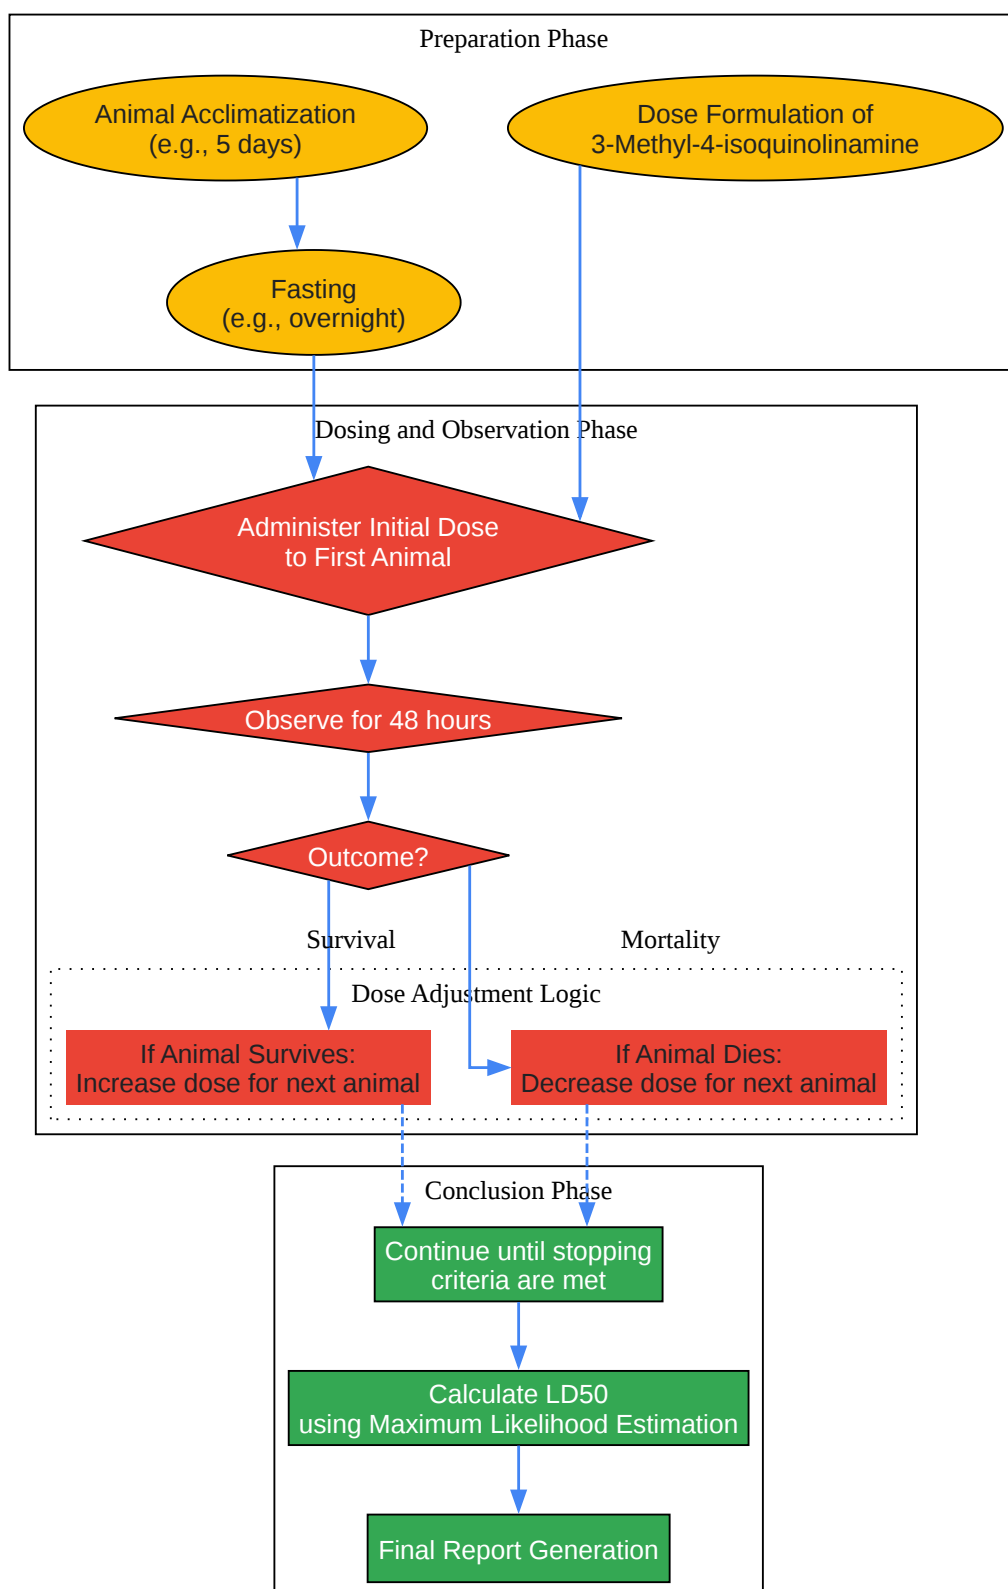 Preparation Phase
Animal Acclimatization
(e.g., 5 days)
Dose Formulation of
3-Methyl-4-isoquinolinamine
Fasting
(e.g., overnight)
Dosing and Observation Phase
Administer Initial Dose
to First Animal
Observe for 48 hours
Outcome?
Survival
Mortality
Dose Adjustment Logic
If Animal Survives:
Increase dose for next animal
If Animal Dies:
Decrease dose for next animal
Conclusion Phase
Continue until stopping
criteria are met
Calculate LD50
using Maximum Likelihood Estimation
Final Report Generation